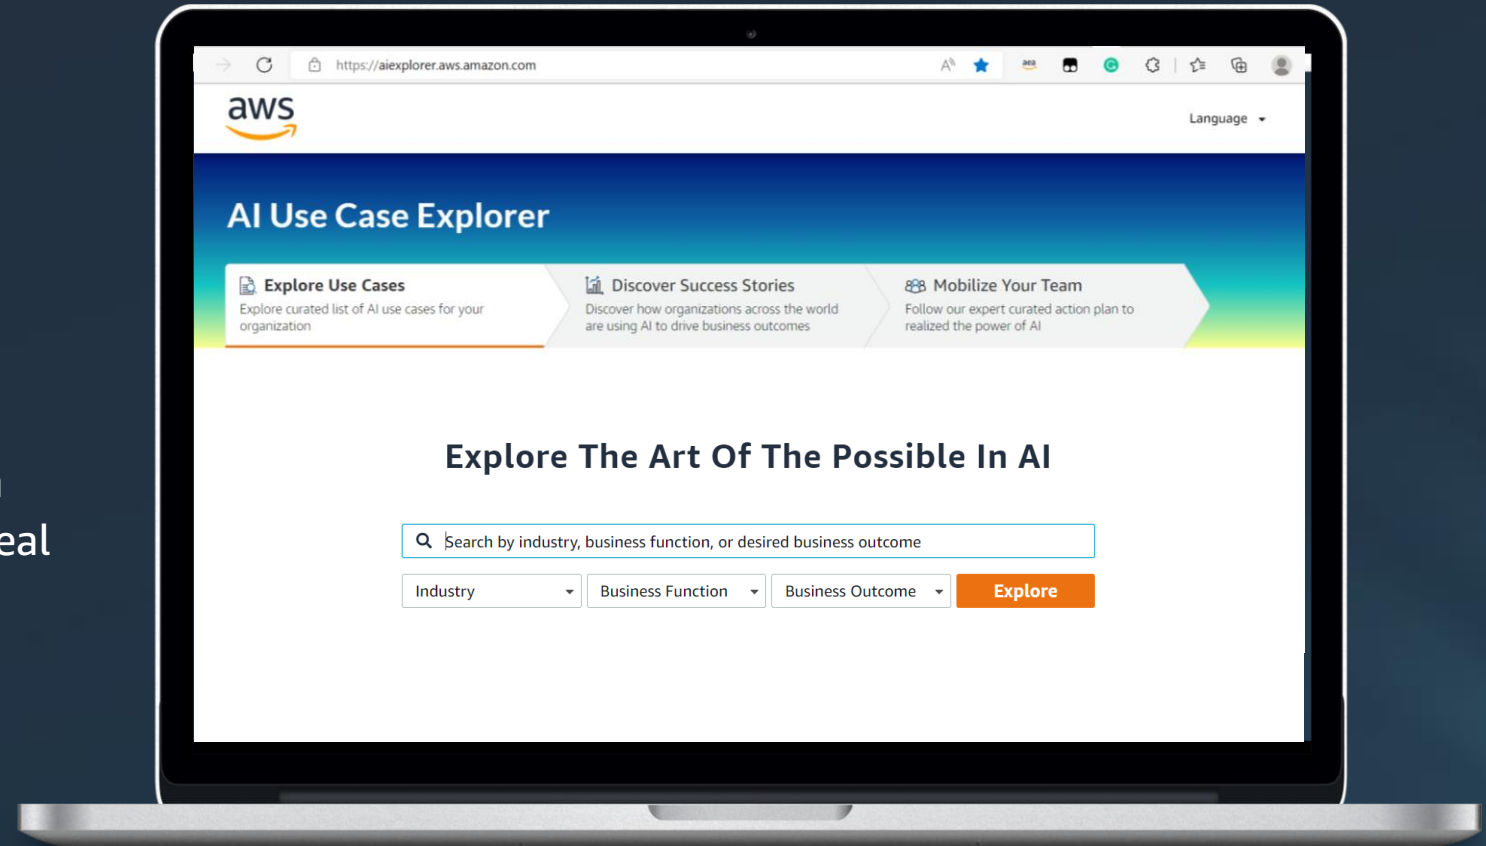 https://aiexplorer.aws.amazon.com
aws
Language
AI Use Case Explorer
Explore Use Cases
Explore curated list of AI use cases for your
organization
Discover Success Stories
Discover how organizations across the world
are using AI to drive business outcomes
Mobilize Your Team
Follow our expert curated action plan to
realized the power of AI
Explore The Art Of The Possible In AI
Search by industry, business function, or desired business outcome
Industry
Business Function
Business Outcome
Explore
eal